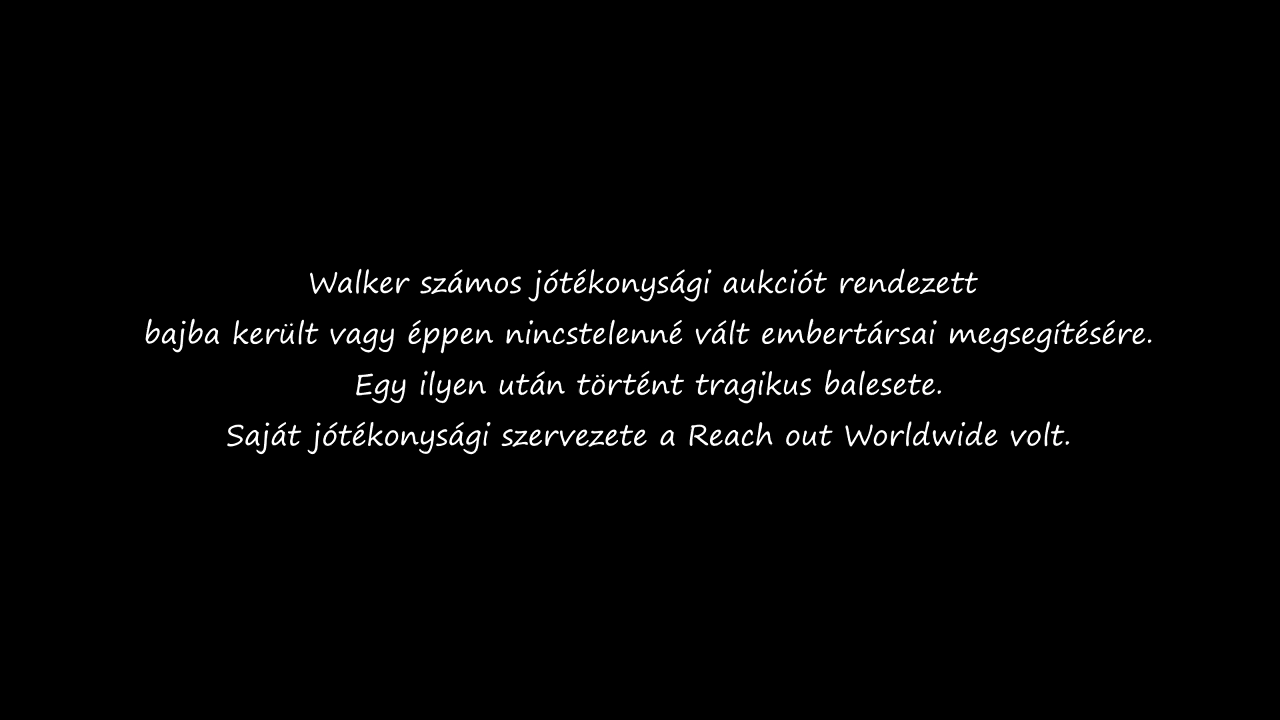 Walker számos jótékonysági aukciót rendezett
bajba került vagy éppen nincstelenné vált embertársai megsegítésére.
Egy ilyen után történt tragikus balesete.
Saját jótékonysági szervezete a Reach out Worldwide volt.